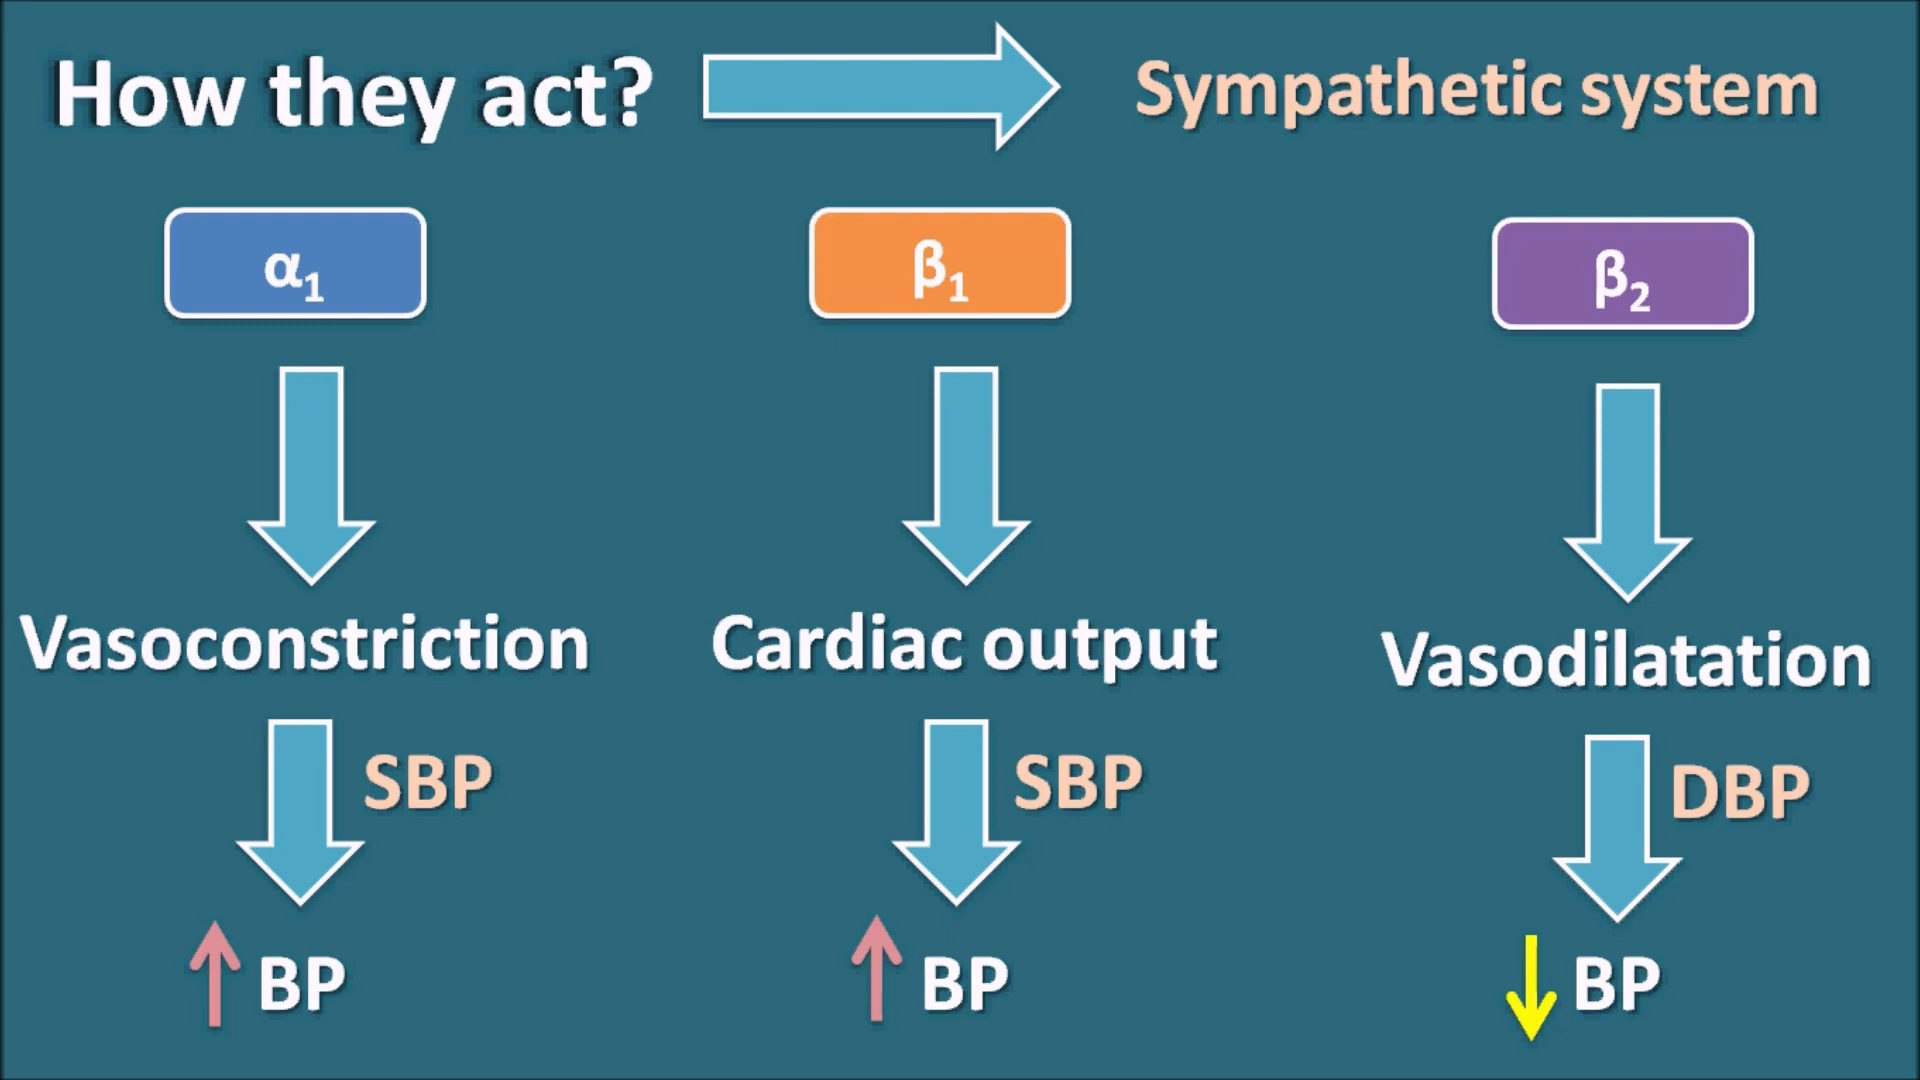 How they act?
Sympathetic system
α₁
β₁
β₂
Vasoconstriction
Cardiac output
Vasodilatation
SBP
SBP
DBP
↑ BP
↑ BP
↓ BP